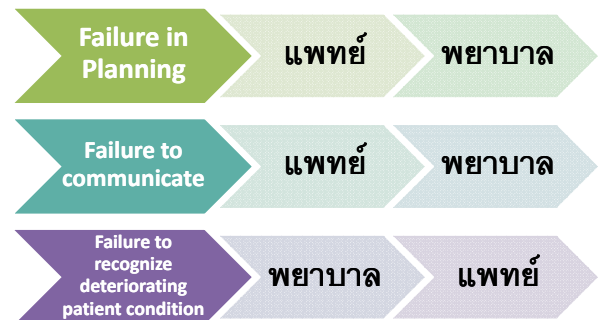 Failure in
Planning
แพทย์
พยาบาล
Failure to
communicate
แพทย์
พยาบาล
Failure to
recognize
deteriorating
patient condition
พยาบาล
แพทย์